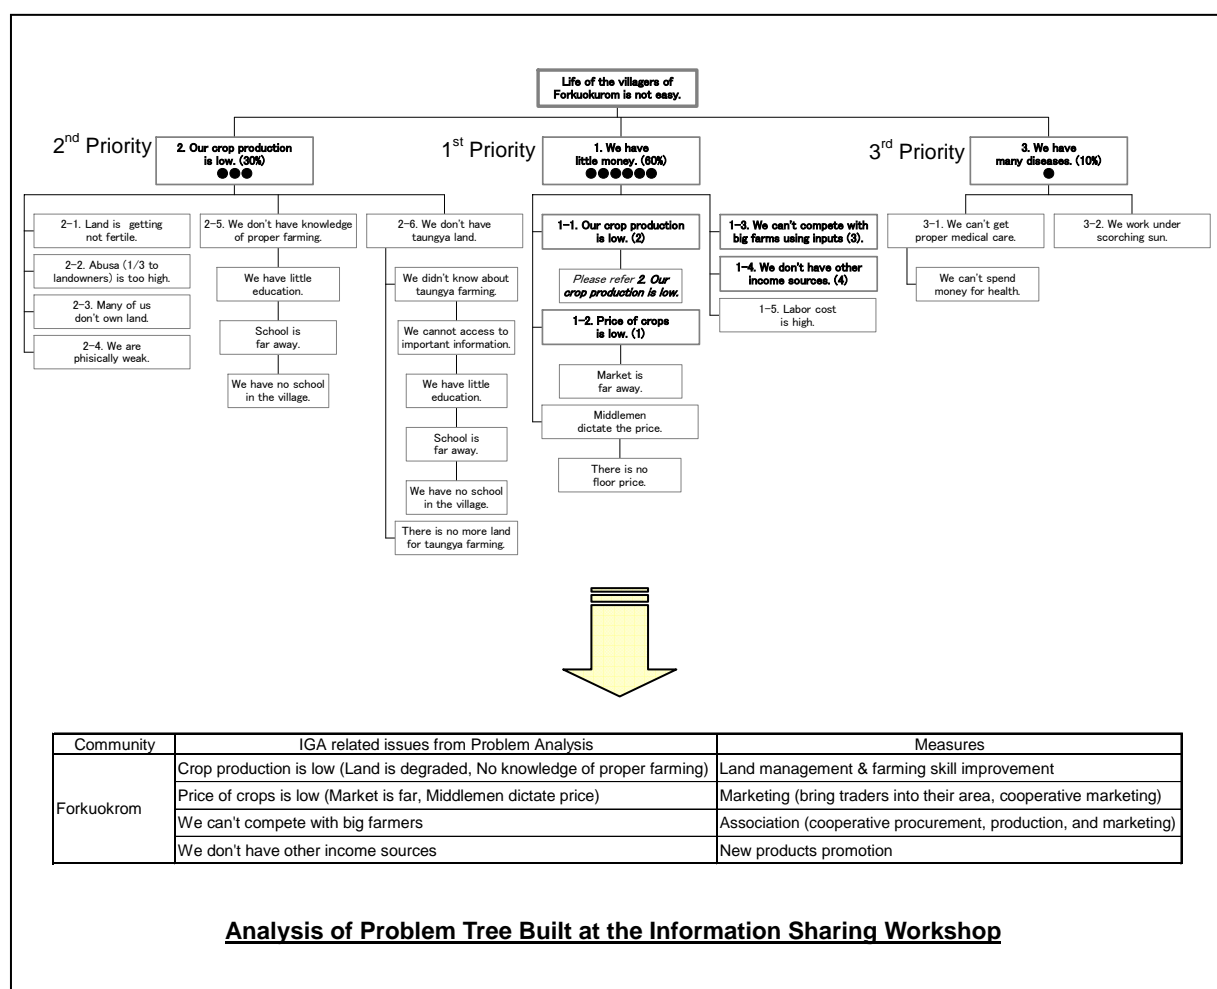 Life of the villagers of
Forkuokurom is not easy.
2nd Priority
2. Our crop production
is low. (30%)
●●●
1st Priority
1. We have
little money. (60%)
●●●●●●
3rd Priority
3. We have
many diseases. (10%)
●
2-1. Land is getting
not fertile.
2-2. Abusa (1/3 to
landowners) is too high.
2-3. Many of us
don't own land.
2-4. We are
phisically weak.
2-5. We don't have knowledge
of proper farming.
We have little
education.
School is
far away.
We have no school
in the village.
2-6. We don't have
taungya land.
We didn't know about
taungya farming.
We cannot access to
important information.
We have little
education.
School is
far away.
We have no school
in the village.
There is no more land
for taungya farming.
1-1. Our crop production
is low. (2)
Please refer 2. Our
crop production is low.
1-2. Price of crops
is low. (1)
Market is
far away.
Middlemen
dictate the price.
There is no
floor price.
1-3. We can't compete with
big farms using inputs (3).
1-4. We don't have other
income sources. (4)
1-5. Labor cost
is high.
3-1. We can't get
proper medical care.
We can't spend
money for health.
3-2. We work under
scorching sun.
Community IGA related issues from Problem Analysis Measures
Forkuokrom
Crop production is low (Land is degraded, No knowledge of proper farming) Land management & farming skill improvement
Price of crops is low (Market is far, Middlemen dictate price) Marketing (bring traders into their area, cooperative marketing)
We can't compete with big farmers Association (cooperative procurement, production, and marketing)
We don't have other income sources New products promotion
Analysis of Problem Tree Built at the Information Sharing Workshop